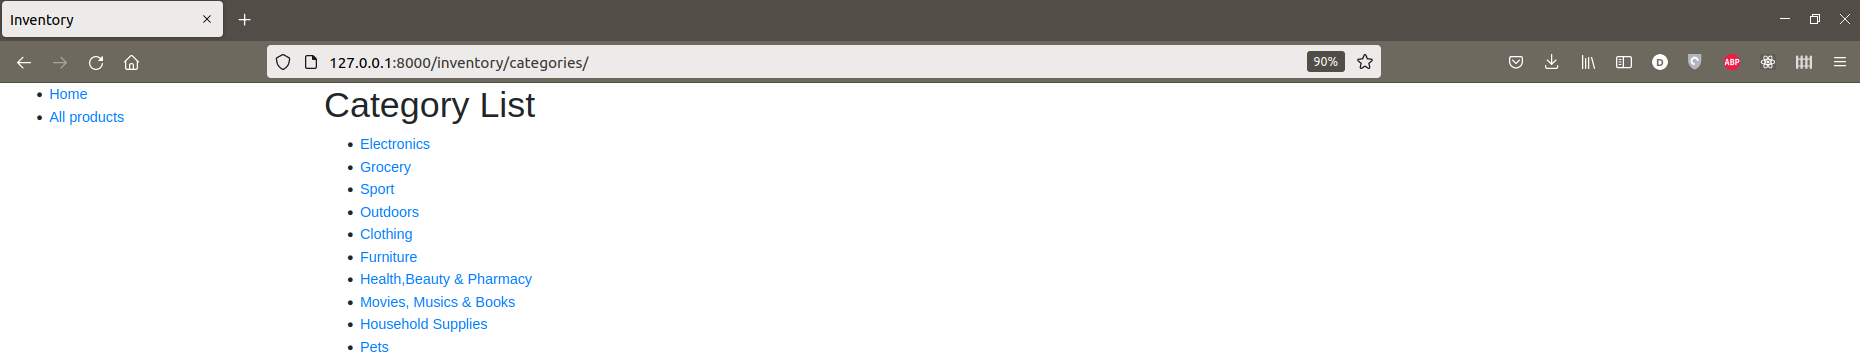 Inventory
127.0.0.1:8000/inventory/categories/
90%
D
ABP
Home
All products
Category List
Electronics
Grocery
Sport
Outdoors
Clothing
Furniture
Health,Beauty & Pharmacy
Movies, Musics & Books
Household Supplies
Pets